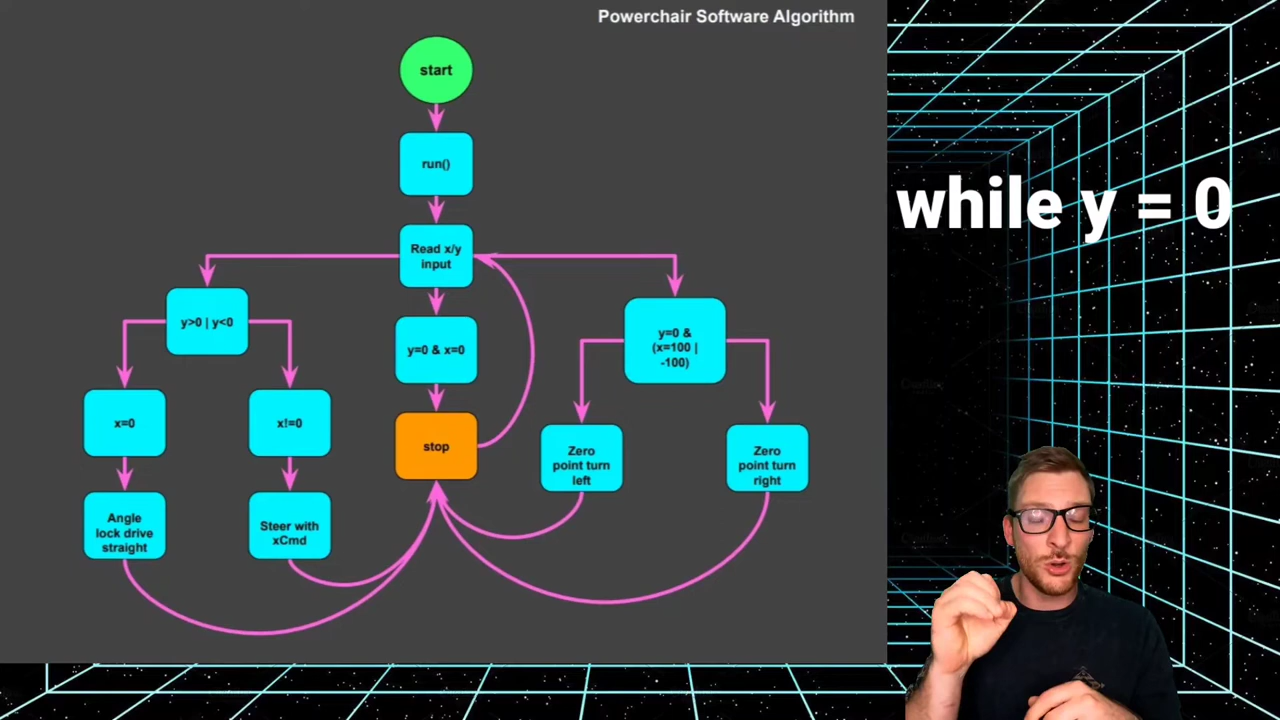 Powerchair Software Algorithm
start
run()
Read x/y
input
y>0 | y<0
y=0 & x=0
y=0 &
(x=100 |
-100)
x=0
x!=0
stop
Zero
point turn
left
Zero
point turn
right
Angle
lock drive
straight
Steer with
xCmd
while y = 0